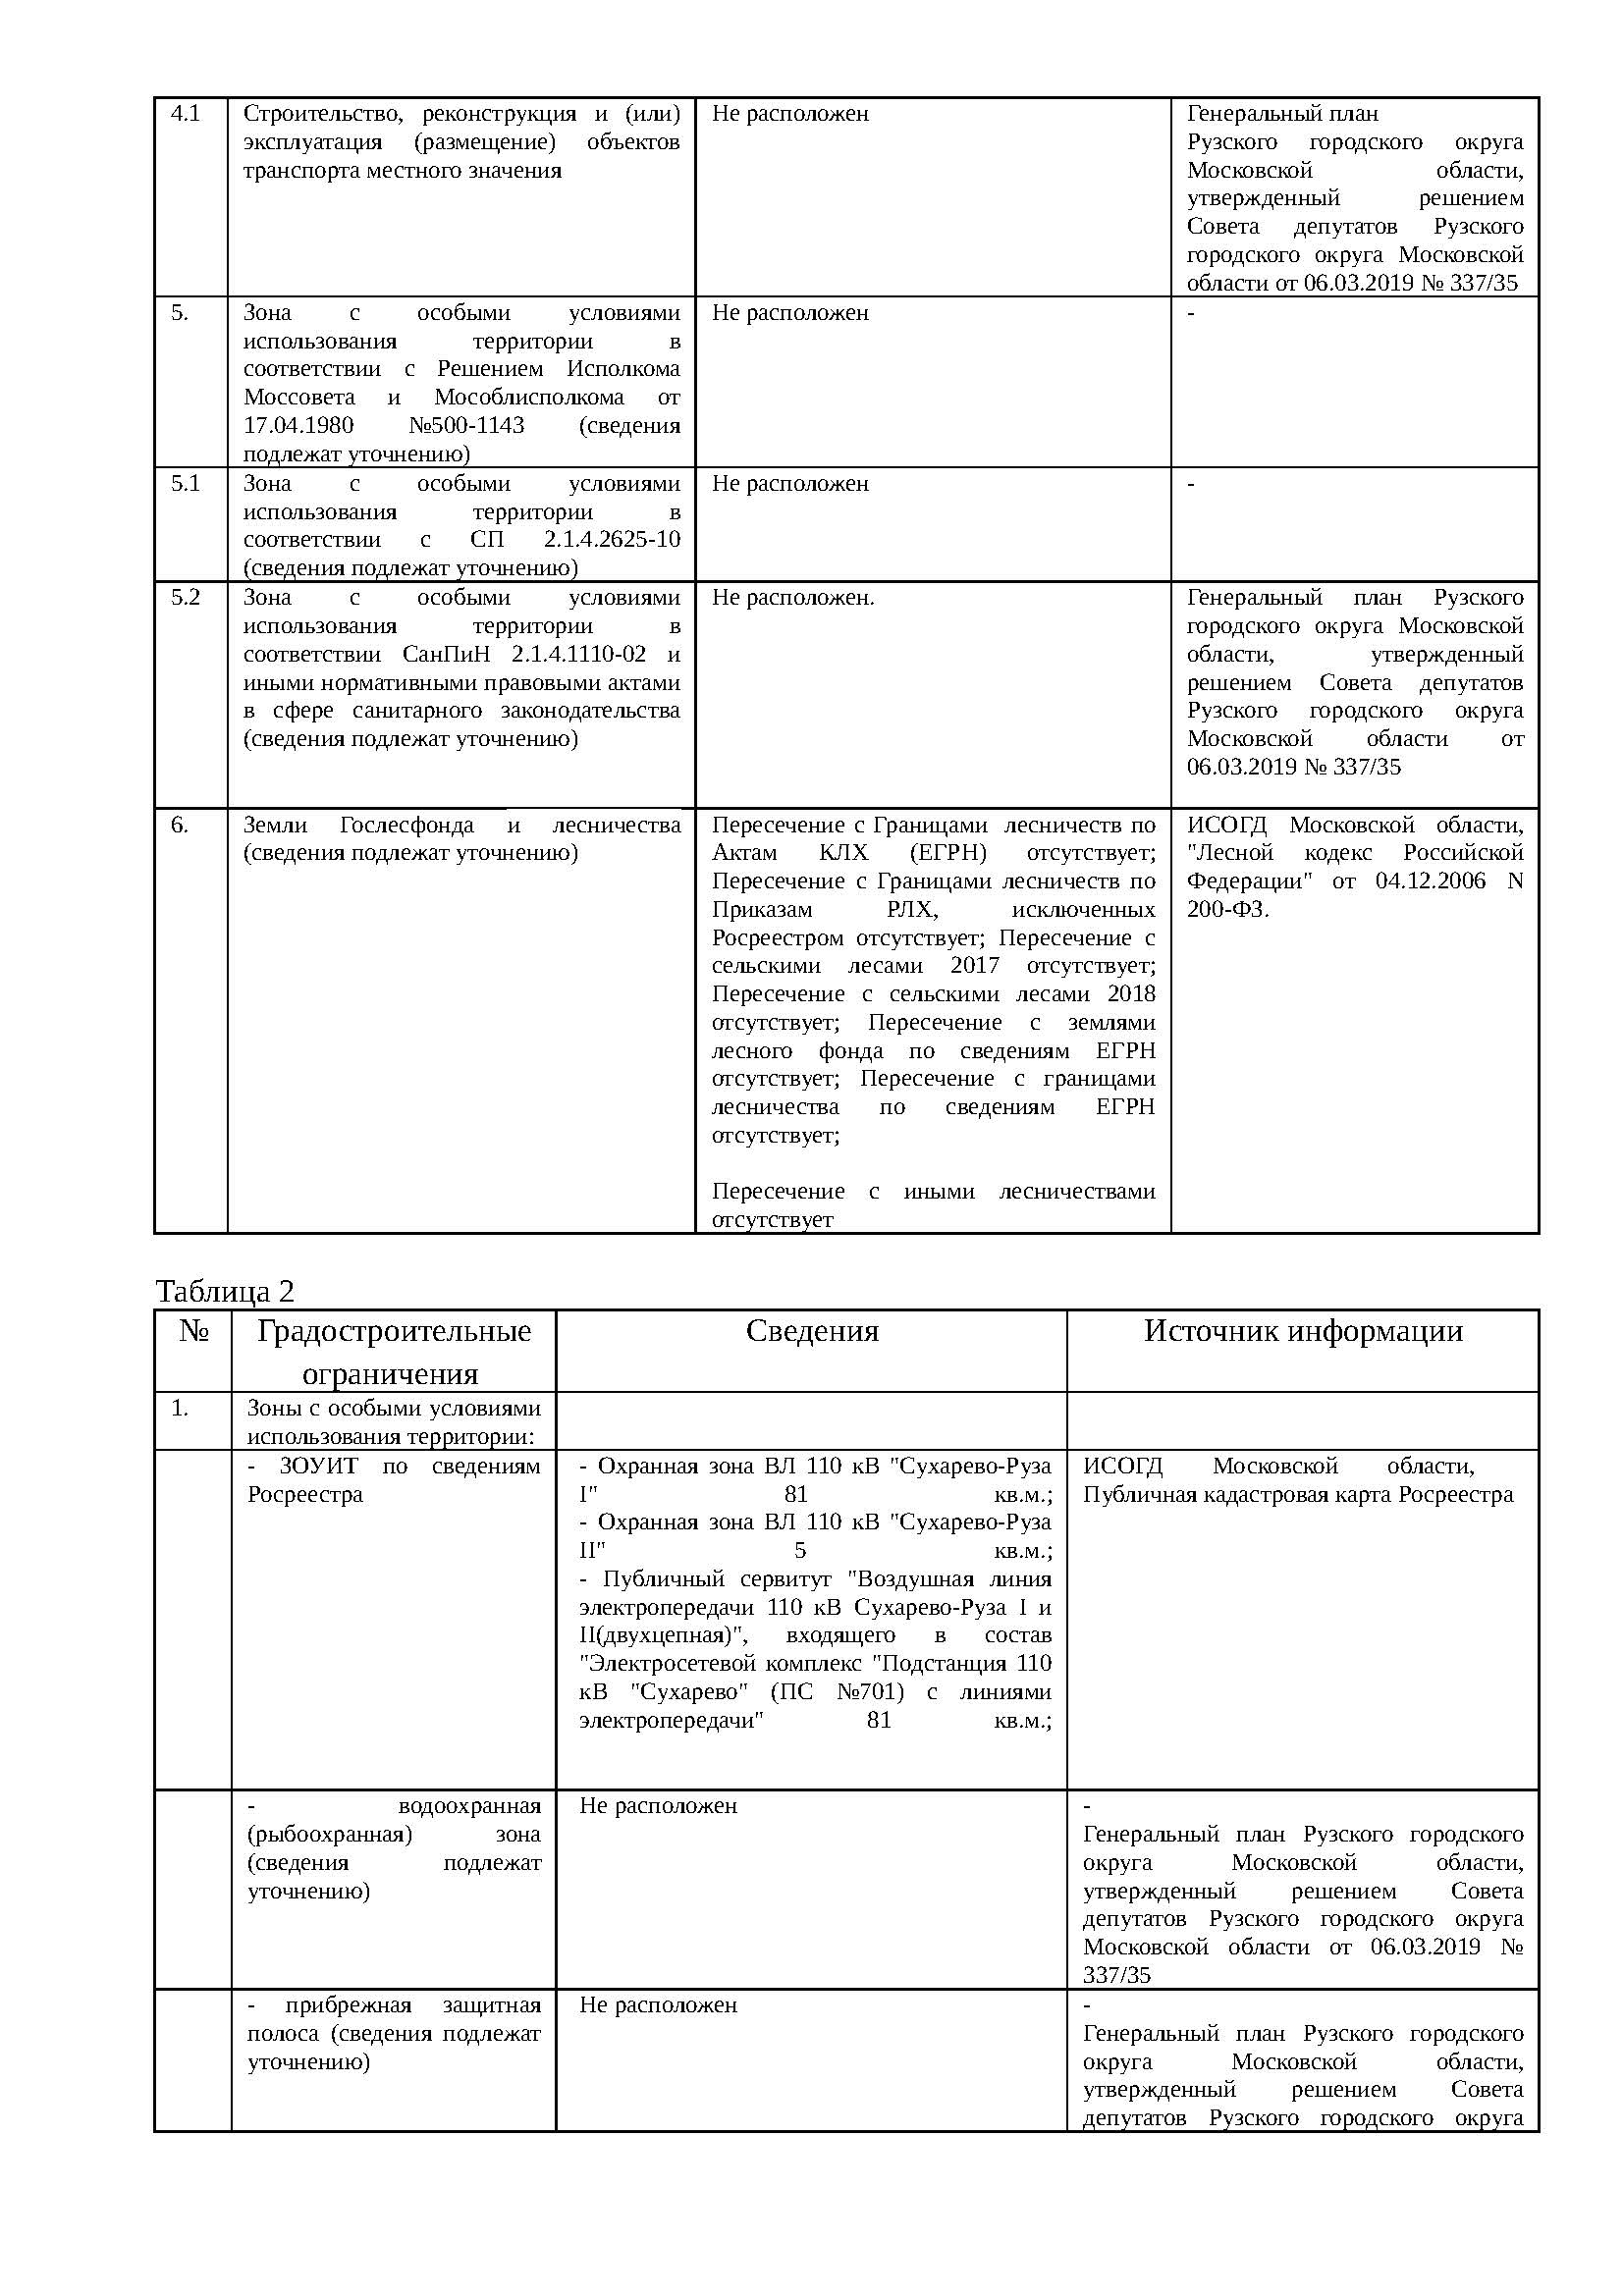 4.1
Строительство, реконструкция и (или)
эксплуатация (размещение) объектов
транспорта местного значения
Не расположен
Генеральный план
Рузского городского округа
Московской области,
утвержденный решением
Совета депутатов Рузского
городского округа Московской
области от 06.03.2019 № 337/35
5.
Зона с особыми условиями
использования территории в
соответствии с Решением Исполкома
Моссовета и Мособлисполкома от
17.04.1980 №500-1143 (сведения
подлежат уточнению)
Не расположен
-
5.1
Зона с особыми условиями
использования территории в
соответствии с СП 2.1.4.2625-10
(сведения подлежат уточнению)
Не расположен
-
5.2
Зона с особыми условиями
использования территории в
соответствии СанПиН 2.1.4.1110-02 и
иными нормативными правовыми актами
в сфере санитарного законодательства
(сведения подлежат уточнению)
Не расположен.
Генеральный план Рузского
городского округа Московской
области, утвержденный
решением Совета депутатов
Рузского городского округа
Московской области от
06.03.2019 № 337/35
6.
Земли Гослесфонда и лесничества
(сведения подлежат уточнению)
Пересечение с Границами лесничеств по
Актам КЛХ (ЕГРН) отсутствует;
Пересечение с Границами лесничеств по
Приказам РЛХ, исключенных
Росреестром отсутствует; Пересечение с
сельскими лесами 2017 отсутствует;
Пересечение с сельскими лесами 2018
отсутствует; Пересечение с землями
лесного фонда по сведениям ЕГРН
отсутствует; Пересечение с границами
лесничества по сведениям ЕГРН
отсутствует;
Пересечение с иными лесничествами
отсутствует
ИСОГД Московской области,
"Лесной кодекс Российской
Федерации" от 04.12.2006 N
200-ФЗ.
Таблица 2
№
Градостроительные
ограничения
Сведения
Источник информации
1.
Зоны с особыми условиями
использования территории:
- ЗОУИТ по сведениям
Росреестра
- Охранная зона ВЛ 110 кВ "Сухарево-Руза
I" 81 кв.м.;
- Охранная зона ВЛ 110 кВ "Сухарево-Руза
II" 5 кв.м.;
- Публичный сервитут "Воздушная линия
электропередачи 110 кВ Сухарево-Руза I и
II(двухцепная)", входящего в состав
"Электросетевой комплекс "Подстанция 110
кВ "Сухарево" (ПС №701) с линиями
электропередачи" 81 кв.м.;
ИСОГД Московской области,
Публичная кадастровая карта Росреестра
- водоохранная
(рыбоохранная) зона
(сведения подлежат
уточнению)
Не расположен
-
Генеральный план Рузского городского
округа Московской области,
утвержденный решением Совета
депутатов Рузского городского округа
Московской области от 06.03.2019 №
337/35
- прибрежная защитная
полоса (сведения подлежат
уточнению)
Не расположен
-
Генеральный план Рузского городского
округа Московской области,
утвержденный решением Совета
депутатов Рузского городского округа